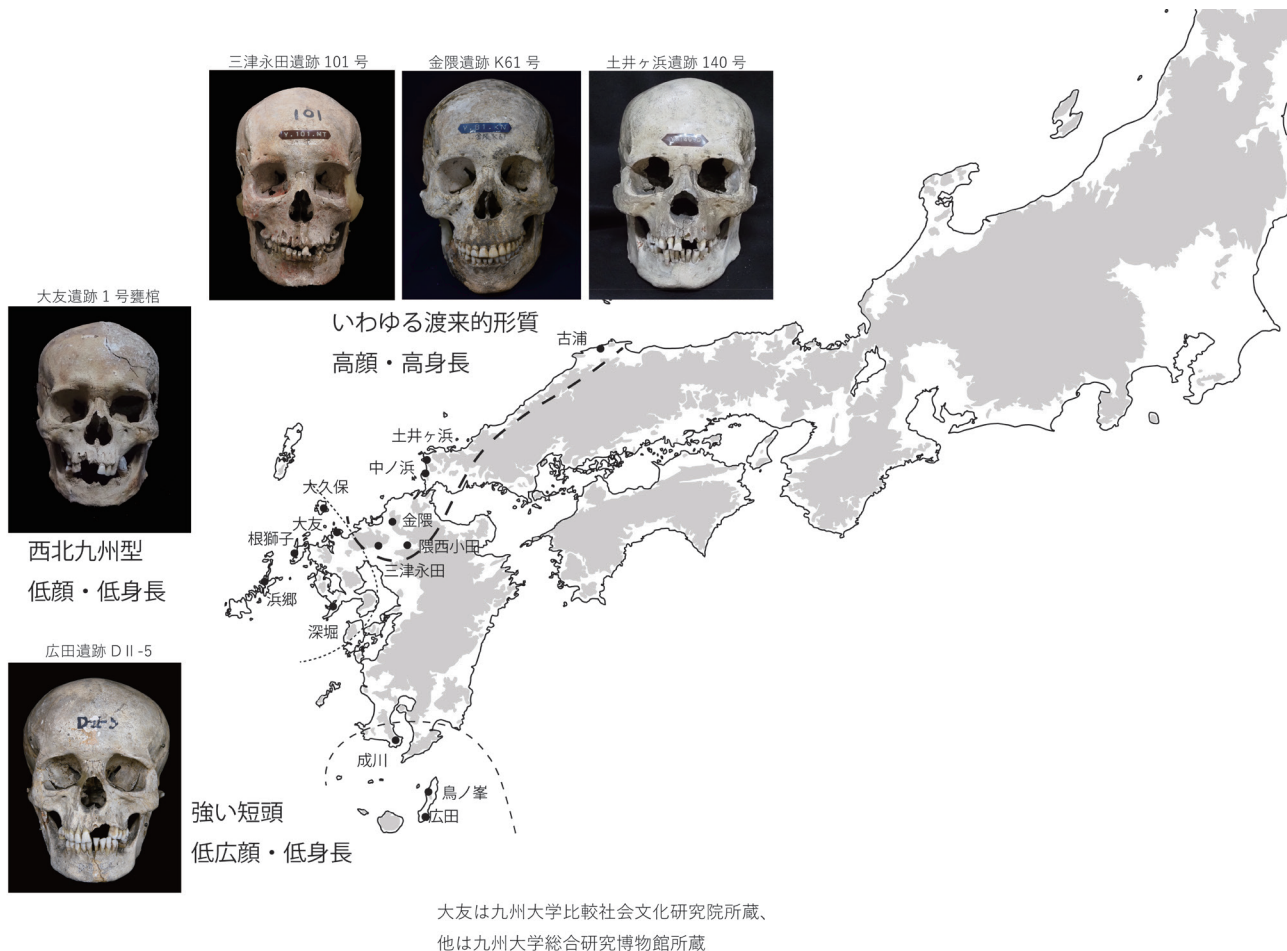 三津永田遺跡 101 号
金隈遺跡 K61 号
土井ヶ浜遺跡 140 号
101
Y.101.MT
いわゆる渡来的形質
高顔・高身長
大友遺跡 1 号甕棺
西北九州型
低顔・低身長
広田遺跡 D II -5
強い短頭
低広顔・低身長
古浦
土井ヶ浜
中ノ浜
大久保
金隈
大友
根獅子
隈西小田
三津永田
浜郷
深堀
成川
鳥ノ峯
広田
大友は九州大学比較社会文化研究院所蔵、
他は九州大学総合研究博物館所蔵